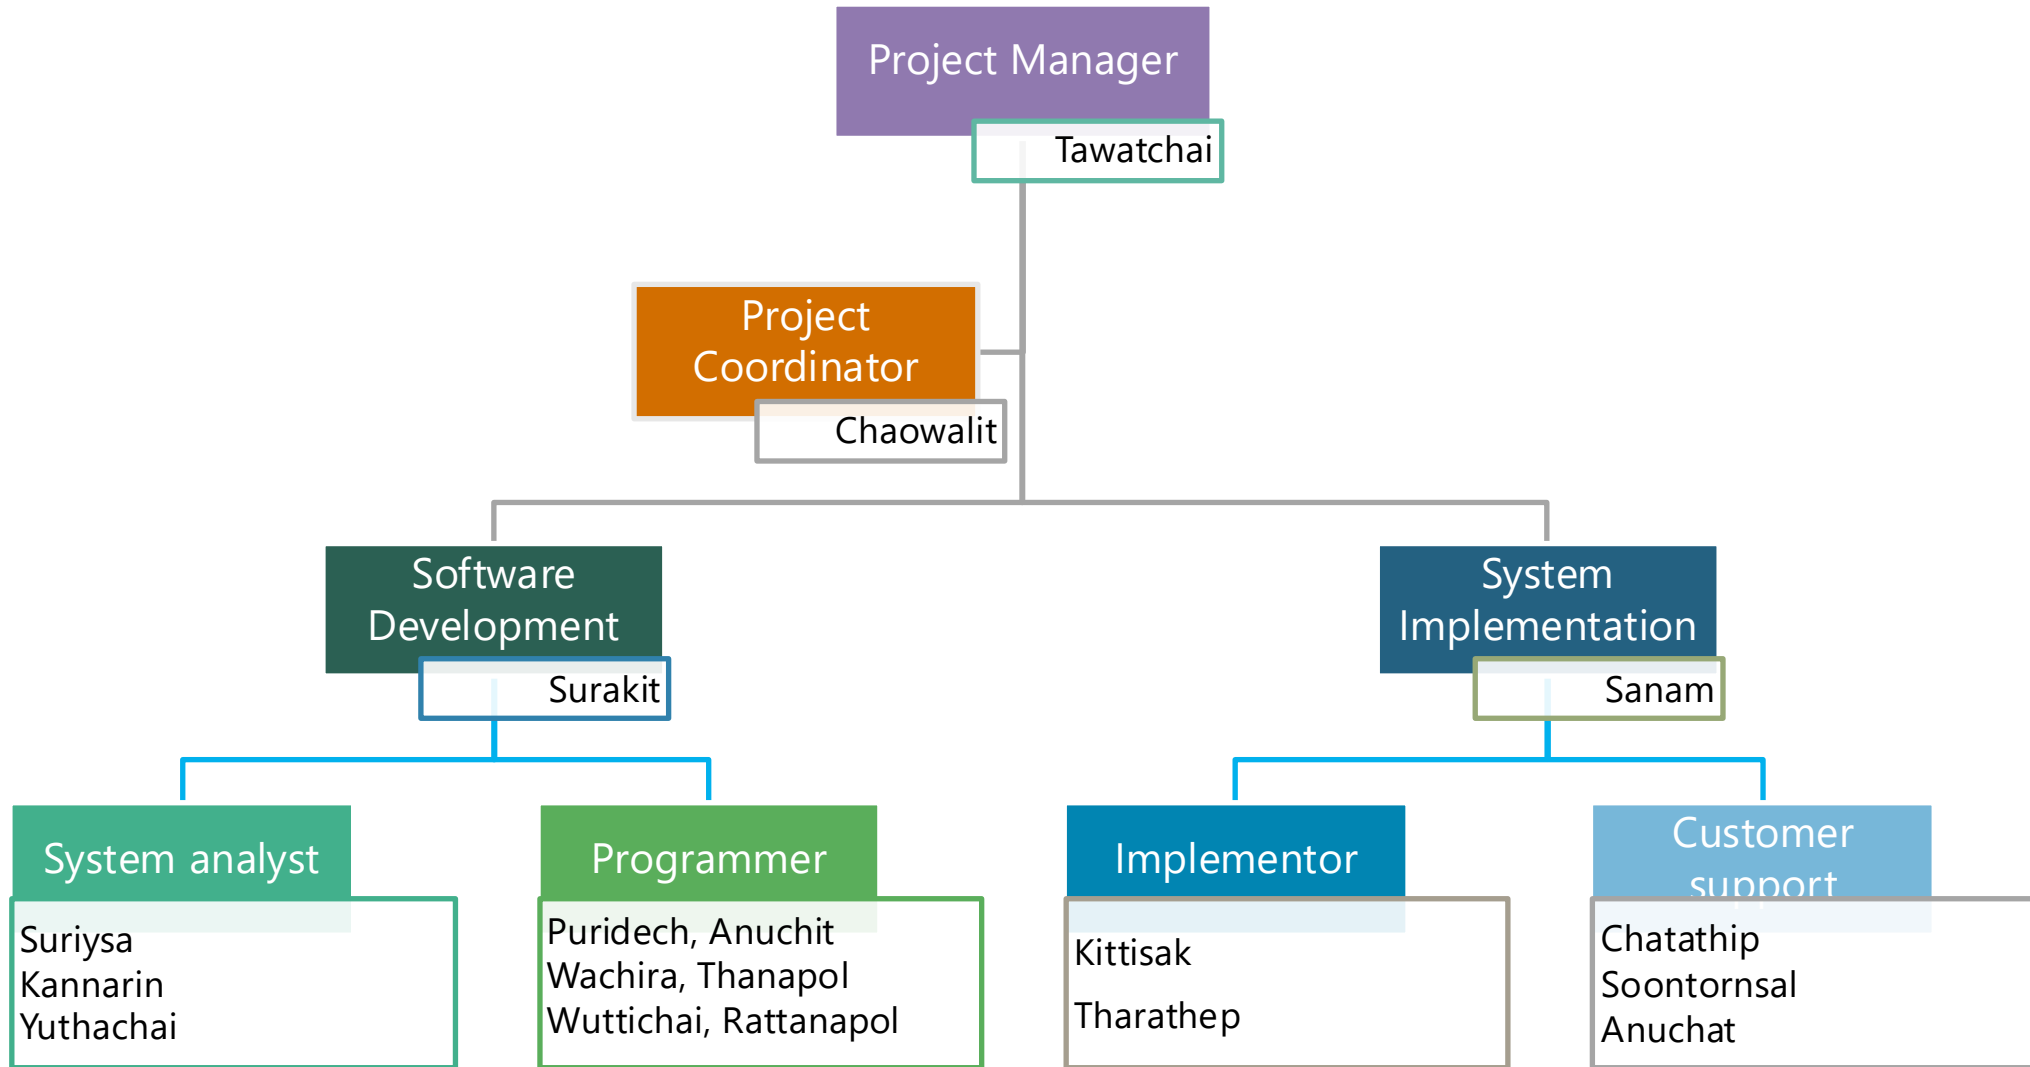 Project Manager
Tawatchai
Project
Coordinator
Chaowalit
Software
Development
Surakit
System
Implementation
Sanam
System analyst
Suriysa
Kannarin
Yuthachai
Programmer
Puridech, Anuchit
Wachira, Thanapol
Wuttichai, Rattanapol
Implementor
Kittisak
Tharathep
Customer
support
Chatathip
Soontornsal
Anuchat